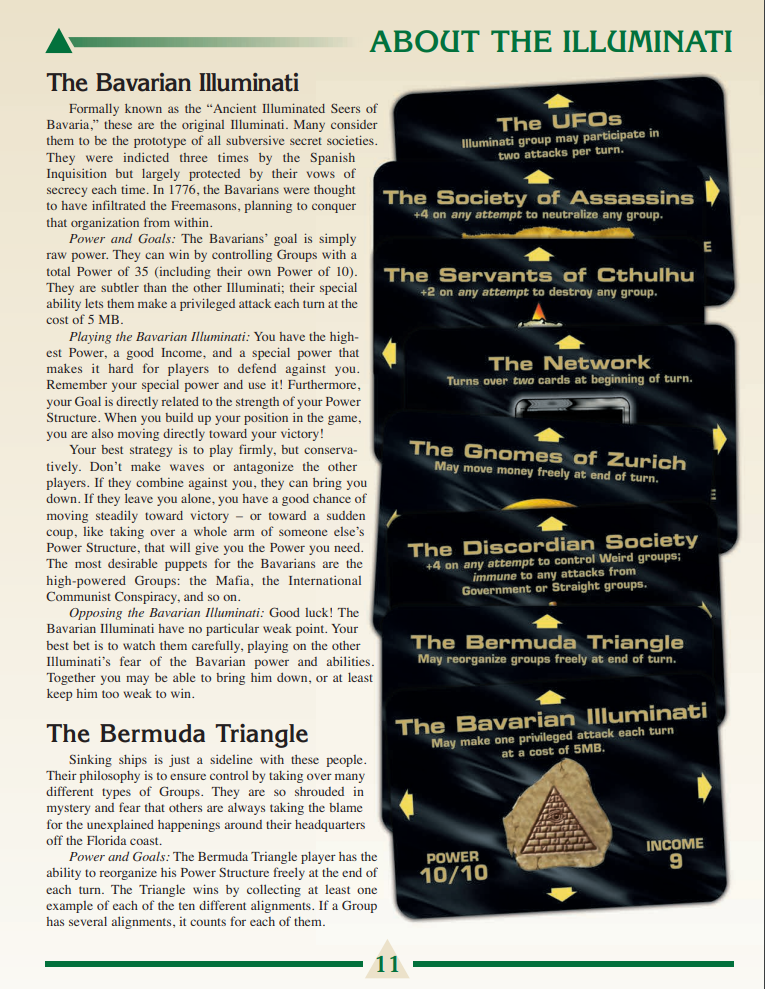 ABOUT THE ILLUMINATI
The Bavarian Illuminati
Formally known as the “Ancient Illuminated Seers of
Bavaria,” these are the original Illuminati. Many consider
them to be the prototype of all subversive secret societies.
They were indicted three times by the Spanish
Inquisition but largely protected by their vows of
secrecy each time. In 1776, the Bavarians were thought
to have infiltrated the Freemasons, planning to conquer
that organization from within.
Power and Goals: The Bavarians’ goal is simply
raw power. They can win by controlling Groups with a
total Power of 35 (including their own Power of 10).
They are subtler than the other Illuminati; their special
ability lets them make a privileged attack each turn at the
cost of 5 MB.
Playing the Bavarian Illuminati: You have the high-
est Power, a good Income, and a special power that
makes it hard for players to defend against you.
Remember your special power and use it! Furthermore,
your Goal is directly related to the strength of your Power
Structure. When you build up your position in the game,
you are also moving directly toward your victory!
Your best strategy is to play firmly, but conserva-
tively. Don’t make waves or antagonize the other
players. If they combine against you, they can bring you
down. If they leave you alone, you have a good chance of
moving steadily toward victory – or toward a sudden
coup, like taking over a whole arm of someone else’s
Power Structure, that will give you the Power you need.
The most desirable puppets for the Bavarians are the
high-powered Groups: the Mafia, the International
Communist Conspiracy, and so on.
Opposing the Bavarian Illuminati: Good luck! The
Bavarian Illuminati have no particular weak point. Your
best bet is to watch them carefully, playing on the other
Illuminati’s fear of the Bavarian power and abilities.
Together you may be able to bring him down, or at least
keep him too weak to win.
The Bermuda Triangle
Sinking ships is just a sideline with these people.
Their philosophy is to ensure control by taking over many
different types of Groups. They are so shrouded in
mystery and fear that others are always taking the blame
for the unexplained happenings around their headquarters
off the Florida coast.
Power and Goals: The Bermuda Triangle player has the
ability to reorganize his Power Structure freely at the end of
each turn. The Triangle wins by collecting at least one
example of each of the ten different alignments. If a Group
has several alignments, it counts for each of them.
The UFOs
Illuminati group may participate in
two attacks per turn.
The Society of Assassins
+4 on any attempt to neutralize any group.
E
The Servants of Cthulhu
+2 on any attempt to destroy any group.
The Network
Turns over two cards at beginning of turn.
The Gnomes of Zurich
May move money freely at end of turn.
The Discordian Society
+4 on any attempt to control Weird groups;
immune to any attacks from
Government or Straight groups.
The Bermuda Triangle
May reorganize groups freely at end of turn.
The Bavarian Illuminati
May make one privileged attack each turn
at a cost of 5MB.
POWER
10/10
INCOME
9
11